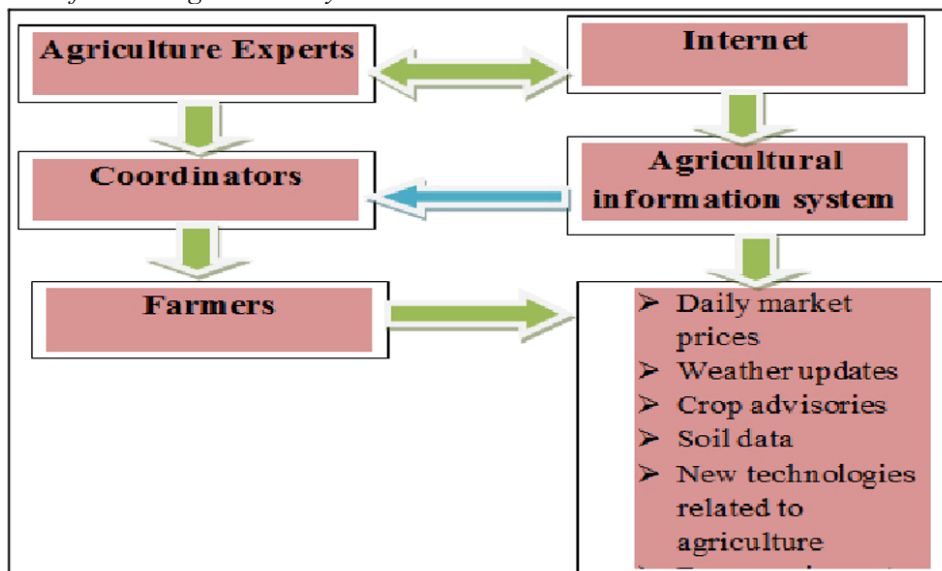 Agriculture Experts
Internet
Coordinators
Agricultural
information system
Farmers
➤ Daily market
prices
➤ Weather updates
➤ Crop advisories
➤ Soil data
➤ New technologies
related to
agriculture